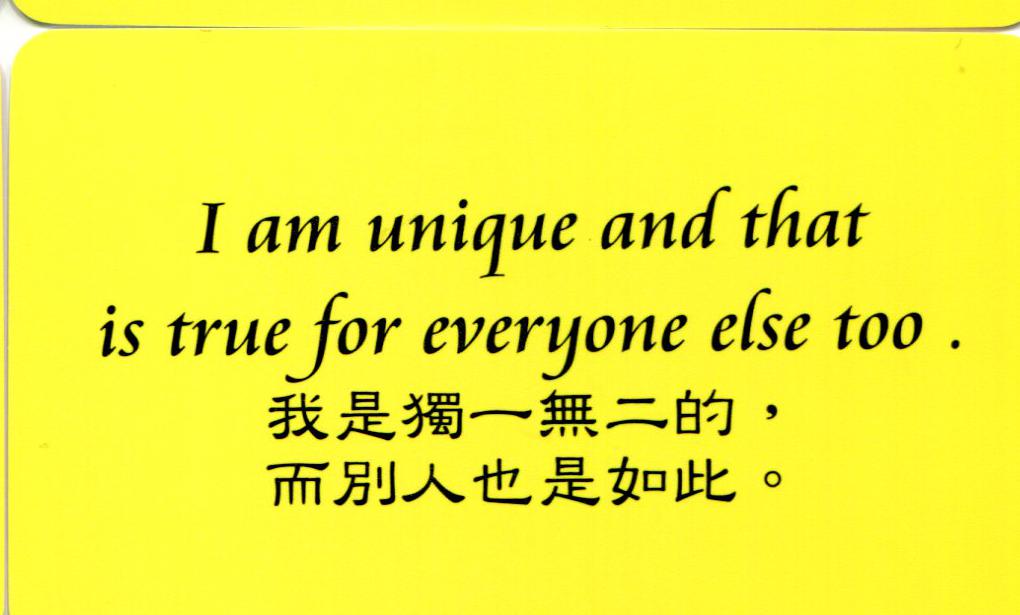 I am unique and that
is true for everyone else too .
我是獨一無二的，
而別人也是如此。